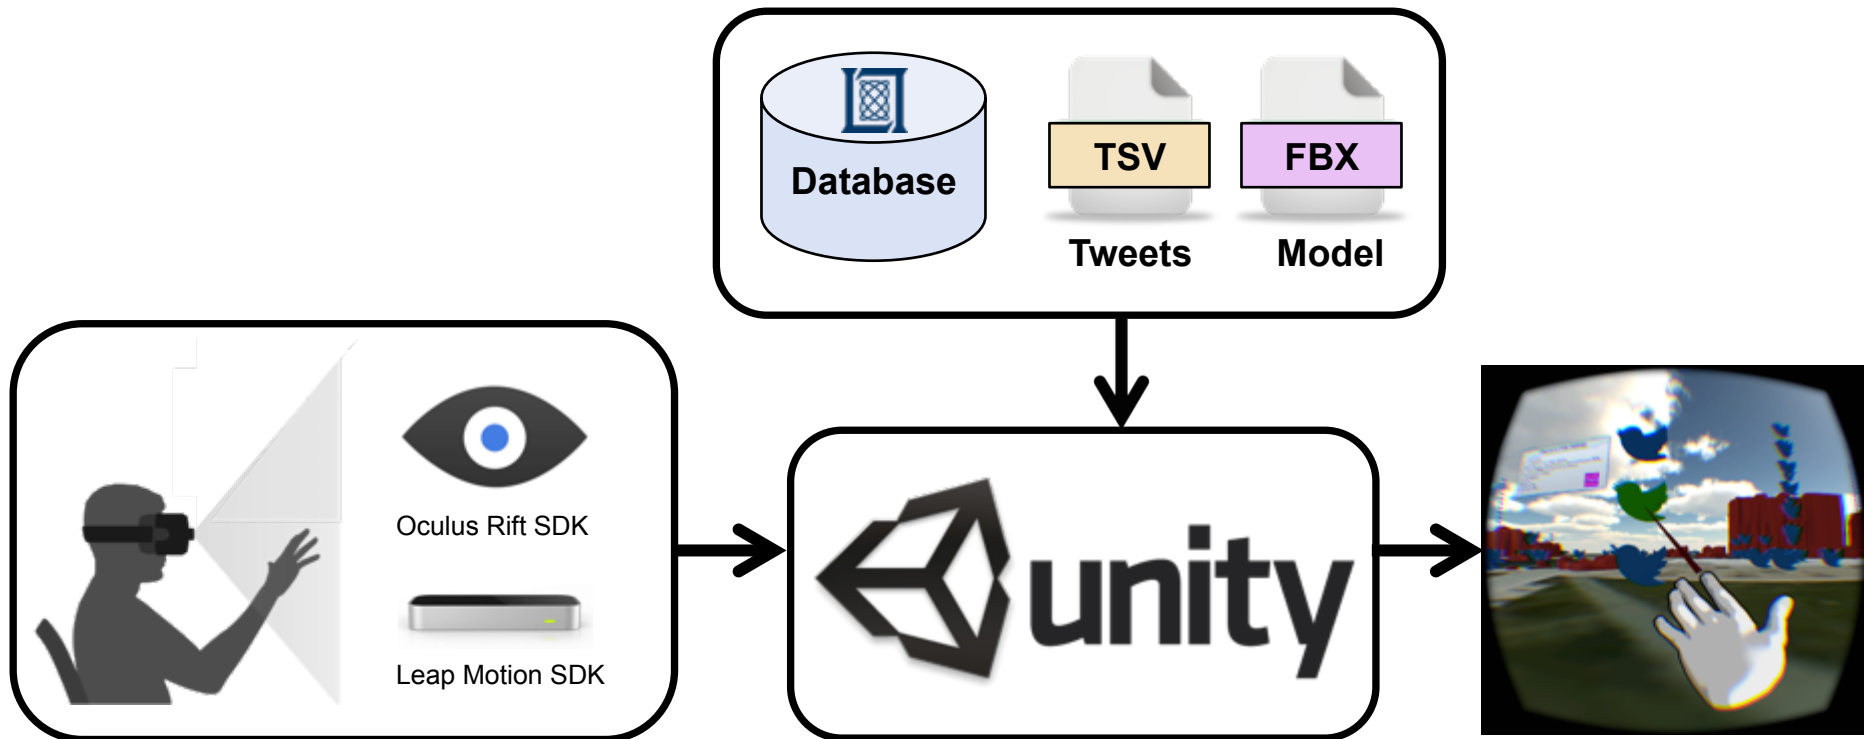 Database
TSV
FBX
Tweets
Model
Oculus Rift SDK
Leap Motion SDK
unity